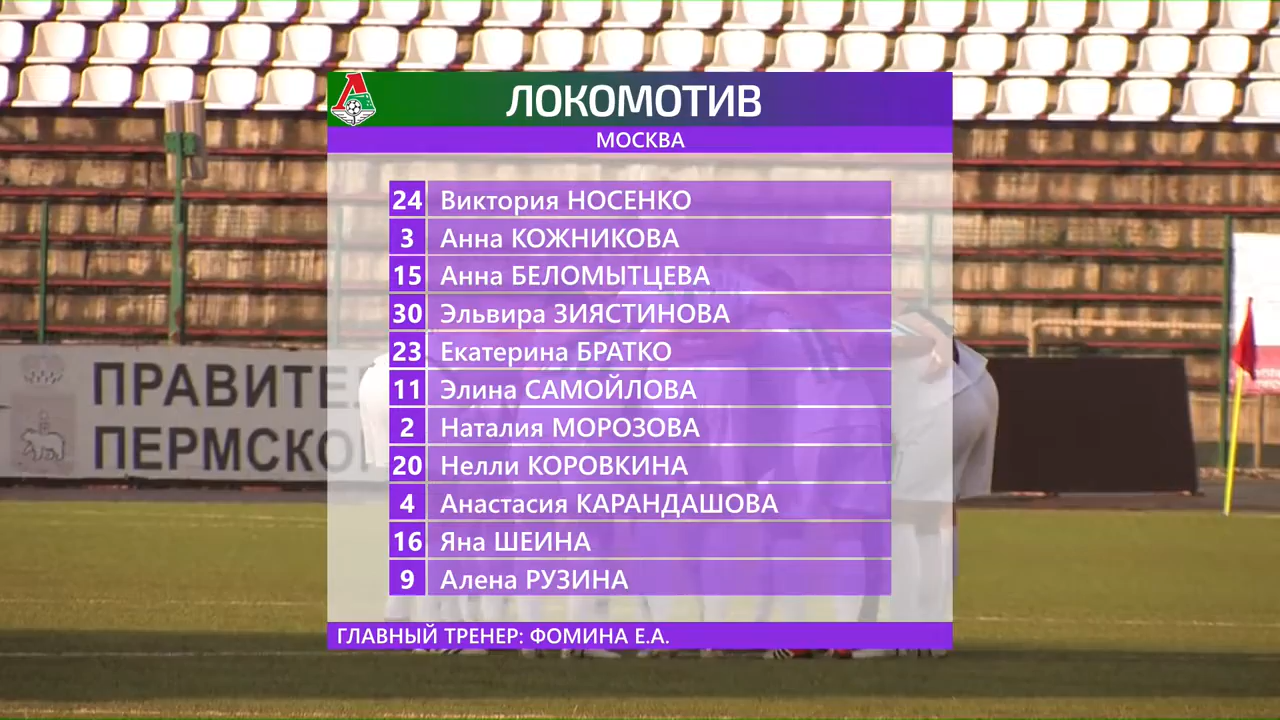 ЛОКОМОТИВ
МОСКВА
24 Виктория НОСЕНКО
3 Анна КОЖНИКОВА
15 Анна БЕЛОМЫТЦЕВА
30 Эльвира ЗИЯСТИНОВА
23 Екатерина БРАТКО
11 Элина САМОЙЛОВА
2 Наталия МОРОЗОВА
20 Нелли КОРОВКИНА
4 Анастасия КАРАНДАШОВА
16 Яна ШЕИНА
9 Алена РУЗИНА
ГЛАВНЫЙ ТРЕНЕР: ФОМИНА Е.А.
ПРАВИТЕ
ПЕРМСКО